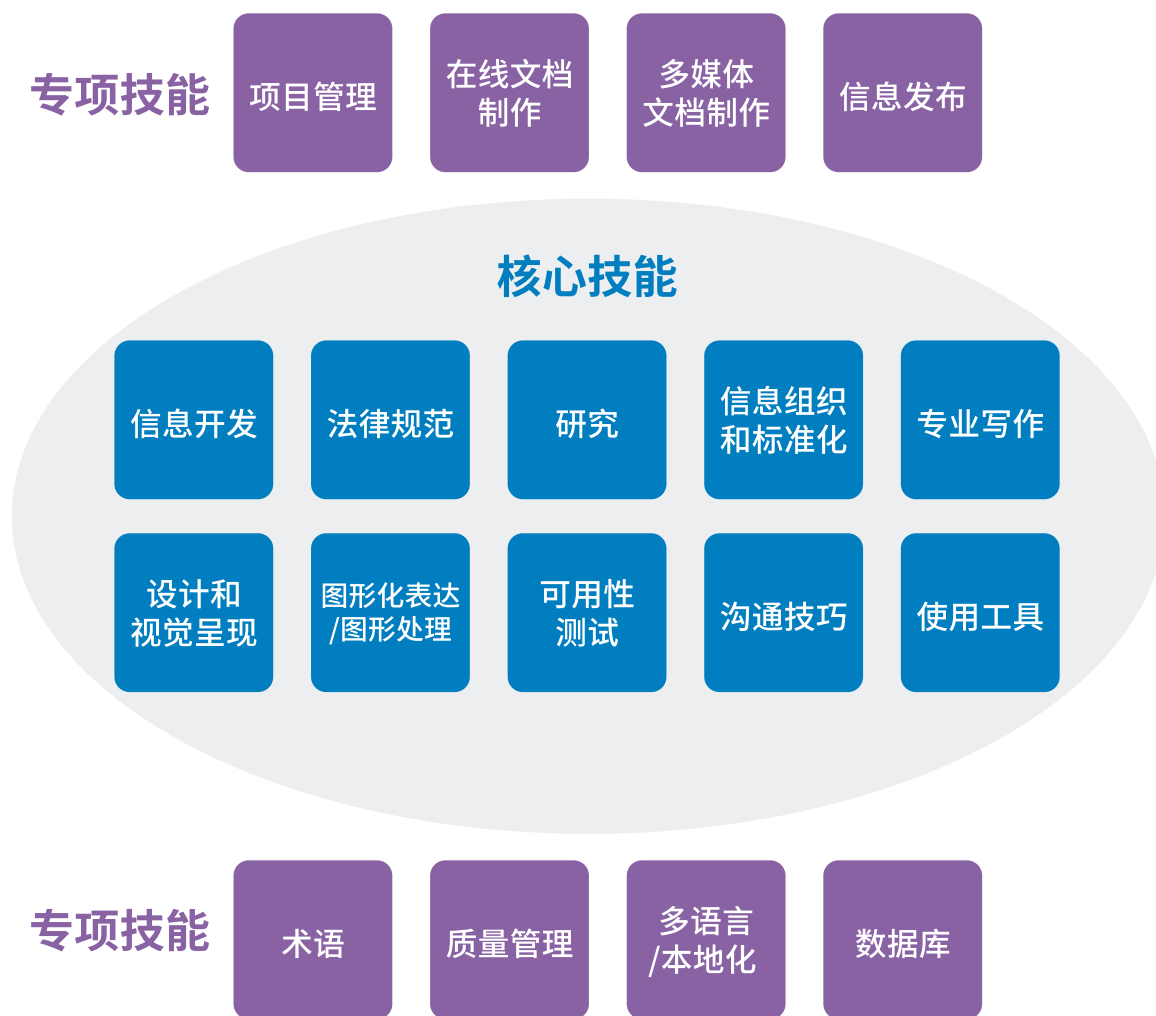 专项技能
项目管理
在线文档
制作
多媒体
文档制作
信息发布
核心技能
信息开发
法律规范
研究
信息组织
和标准化
专业写作
设计和
视觉呈现
图形化表达
/图形处理
可用性
测试
沟通技巧
使用工具
专项技能
术语
质量管理
多语言
/本地化
数据库